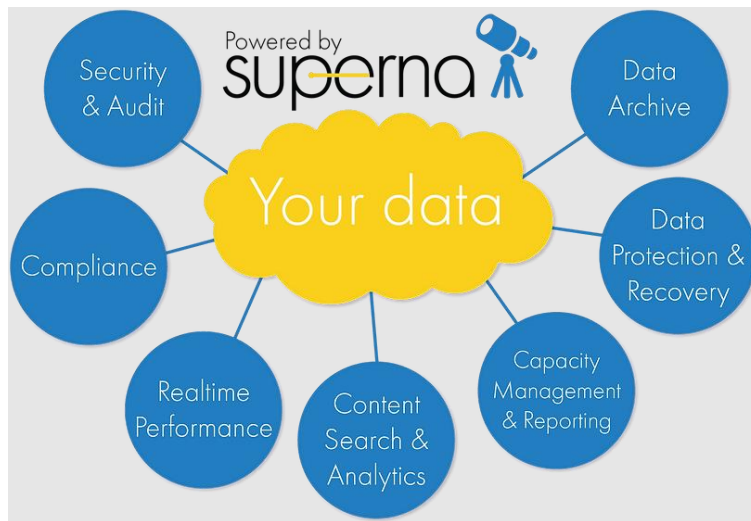 Powered by
superna
Security
& Audit
Data
Archive
Your data
Compliance
Data
Protection &
Recovery
Realtime
Performance
Content
Search &
Analytics
Capacity
Management
& Reporting